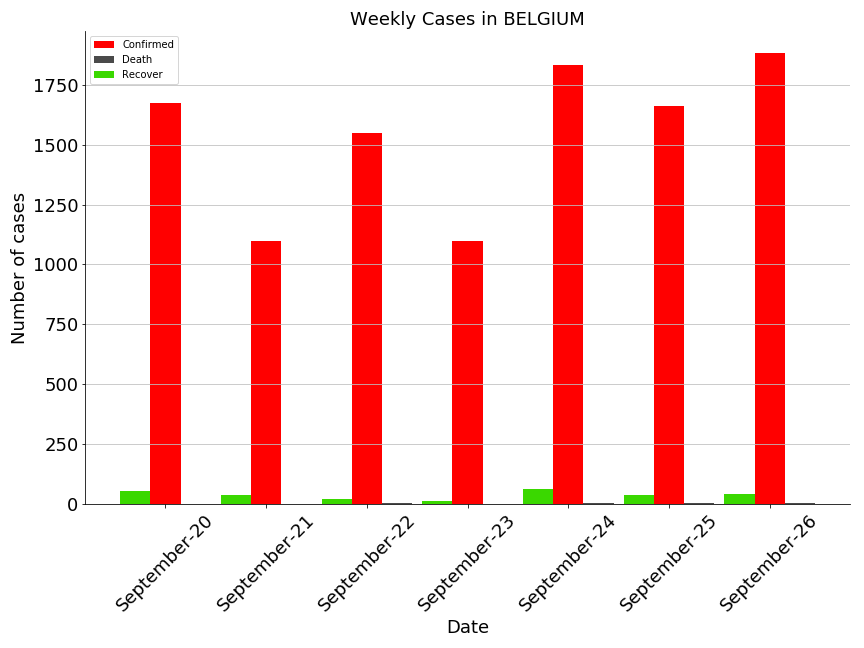 Weekly Cases in BELGIUM
Confirmed
Death
Recover
Number of cases
1750
1500
1250
1000
750
500
250
0
September-20
September-21
September-22
September-23
September-24
September-25
September-26
Date